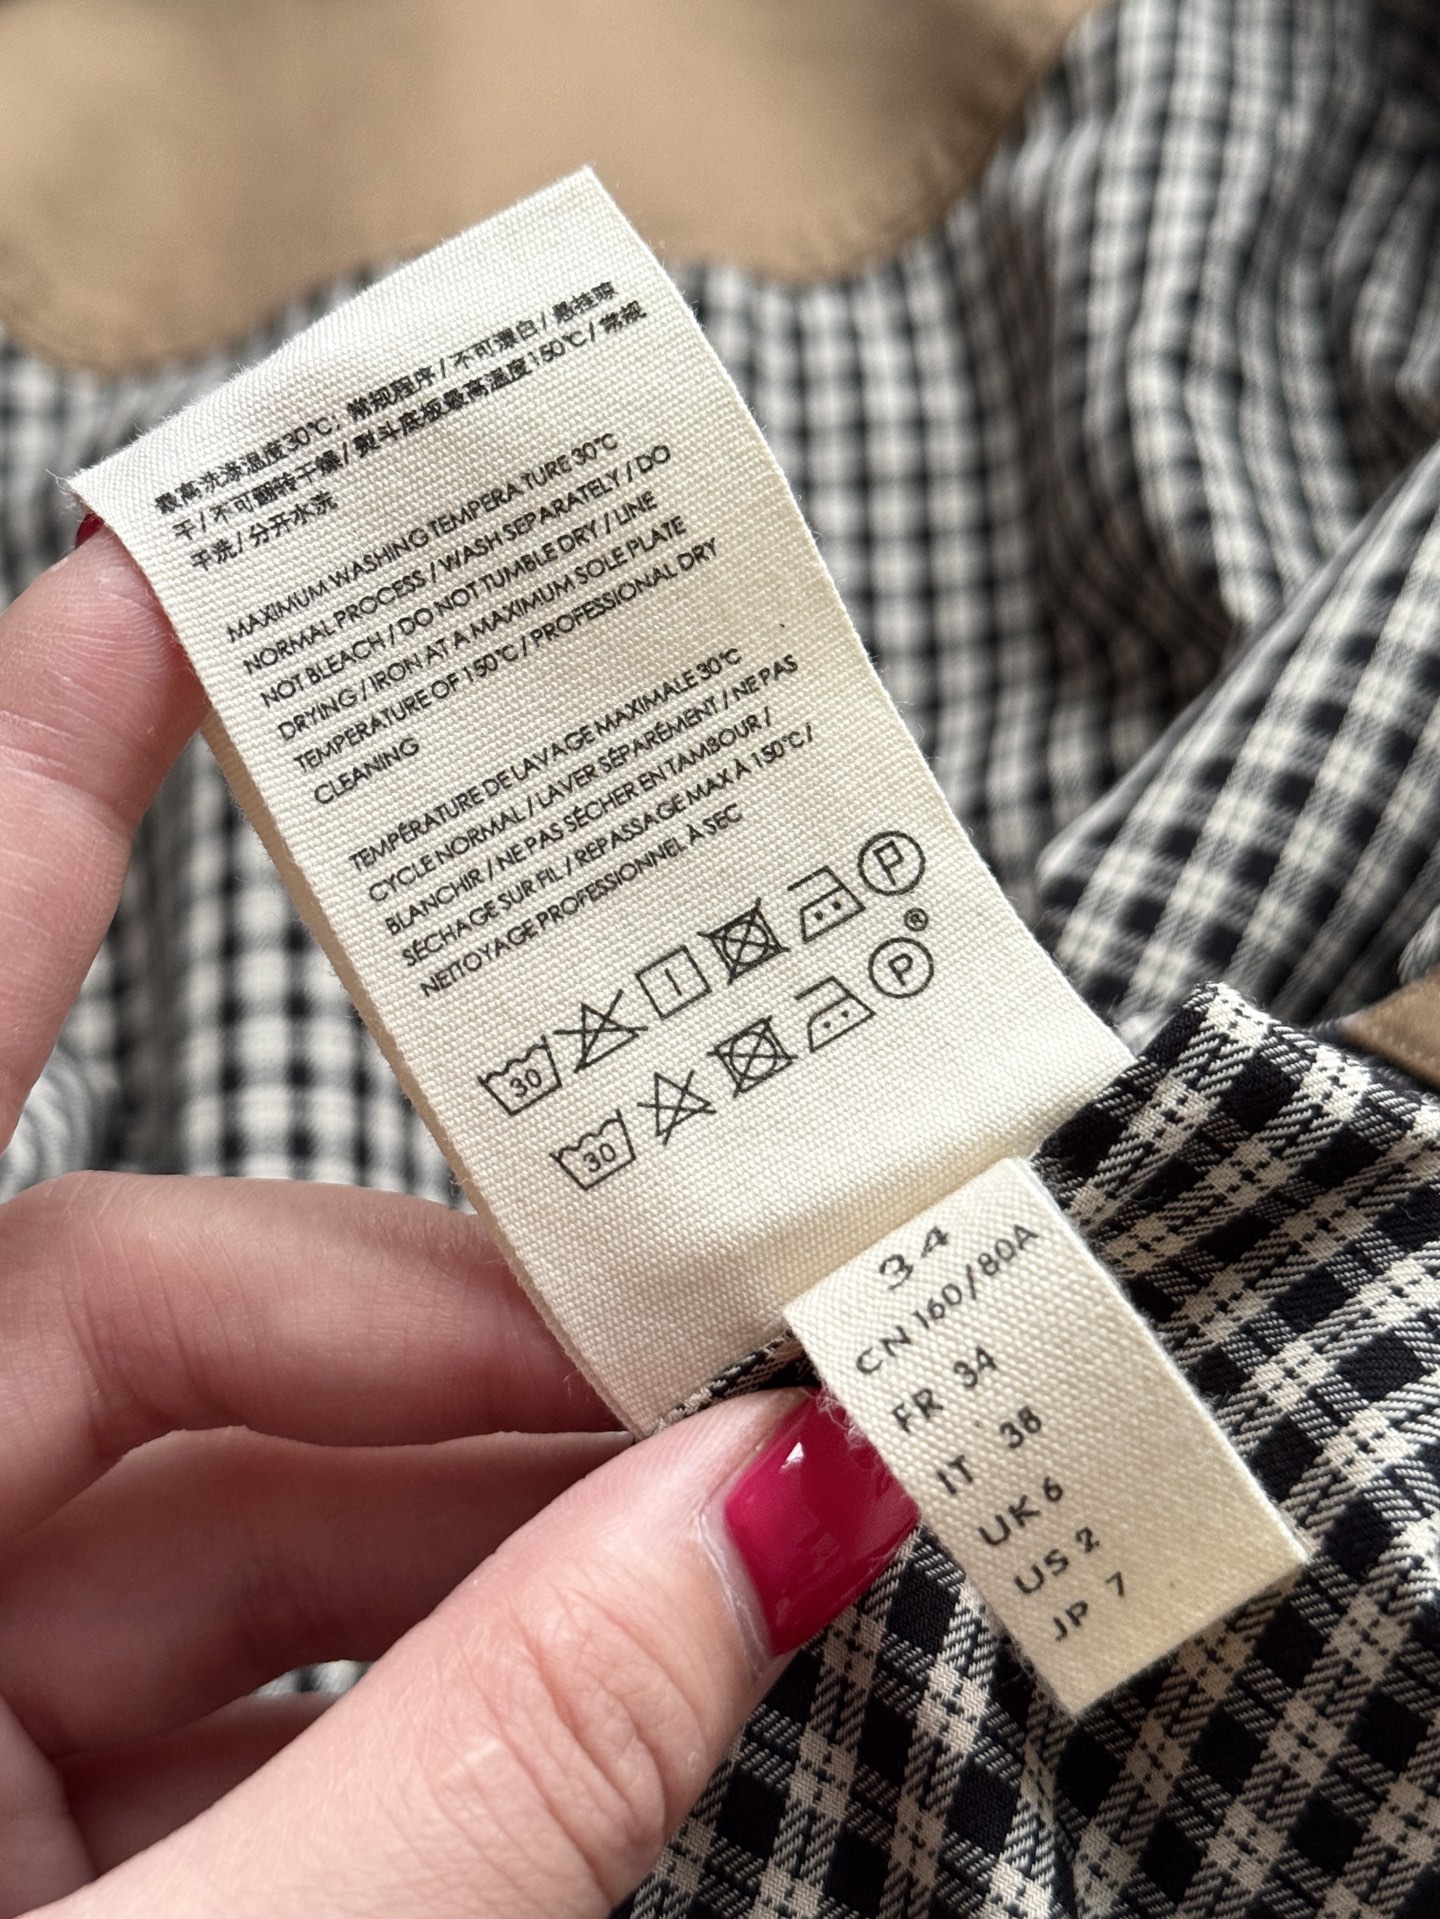 最高洗涤温度30℃; 常规程序 / 不可漂白 / 悬挂晾
干 / 不可翻转干燥 / 熨斗底板最高温度150℃ / 常规
干洗 / 分开水洗
MAXIMUM WASHING TEMPERATURE 30℃
NORMAL PROCESS / WASH SEPARATELY / DO
NOT BLEACH / DO NOT TUMBLE DRY / LINE
DRYING / IRON AT A MAXIMUM SOLE PLATE
TEMPERATURE OF 150℃ / PROFESSIONAL DRY
CLEANING
TEMPÉRATURE DE LAVAGE MAXIMALE 30℃
CYCLE NORMAL / LAVER SÉPARÉMENT / NE PAS
BLANCHIR / NE PAS SÉCHER EN TAMBOUR /
SÉCHAGE SUR FIL / REPASSAGE MAX À 150℃ /
NETTOYAGE PROFESSIONNEL À SEC
30 P
30 P ®
34
CN 160/80A
FR 34
IT 38
UK 6
US 2
JP 7